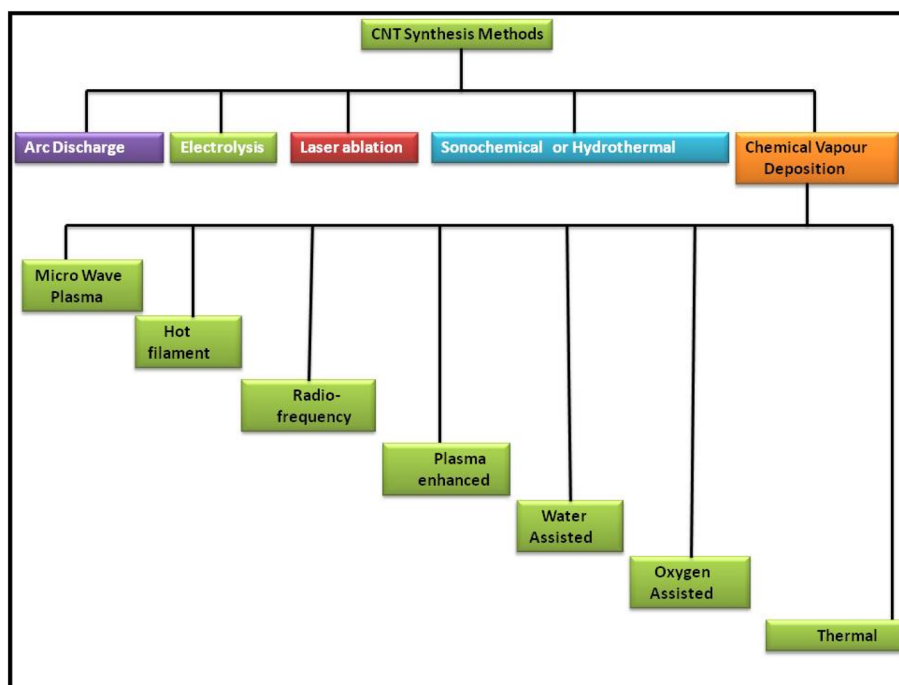 CNT Synthesis Methods
Arc Discharge
Electrolysis
Laser ablation
Sonochemical or Hydrothermal
Chemical Vapour
Deposition
Micro Wave
Plasma
Hot
filament
Radio-
frequency
Plasma
enhanced
Water
Assisted
Oxygen
Assisted
Thermal